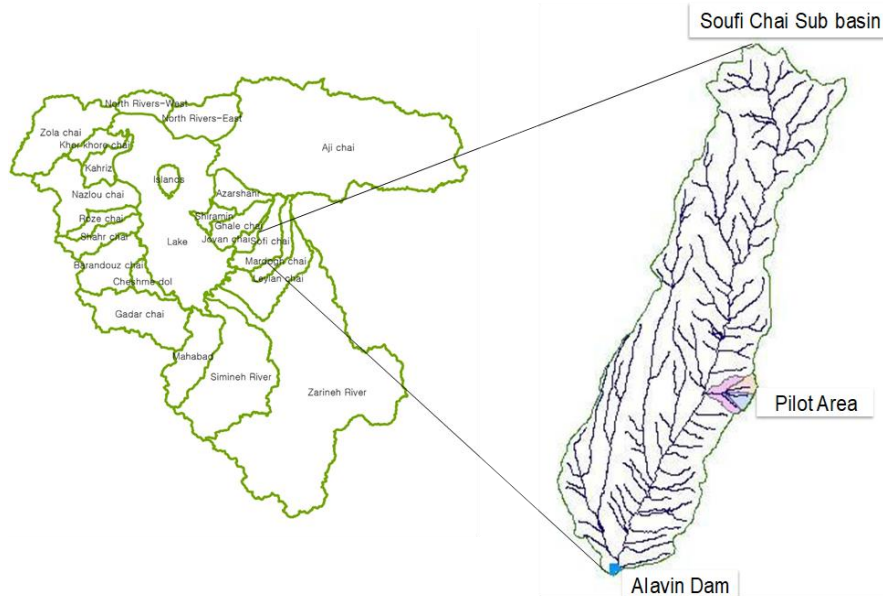 Soufi Chai Sub basin
North Rivers-West
North Rivers-East
Zola chai
Kher khore chai
Aji chai
Kahriz
Islands
Nazlou chai
Azarshahr
Roze chai
Shiramin
Ghale chai
Shahr chai
Lake
Jovan chai
Sofi chai
Barandouz chai
Mardogh chai
Leylan chai
Cheshme dol
Gadar chai
Mahabad
Simineh River
Zarineh River
Pilot Area
Alavin Dam